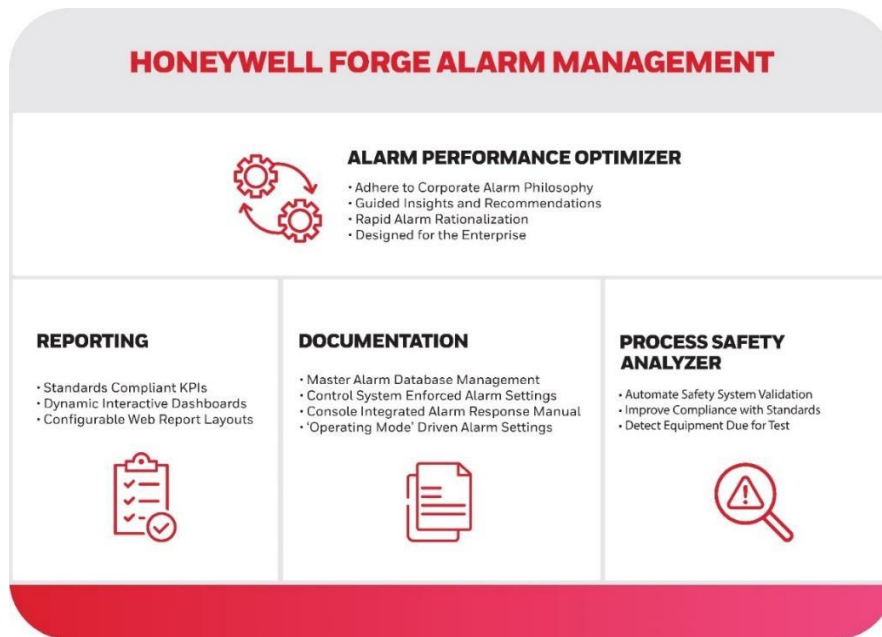 HONEYWELL FORGE ALARM MANAGEMENT
ALARM PERFORMANCE OPTIMIZER
• Adhere to Corporate Alarm Philosophy
• Guided Insights and Recommendations
• Rapid Alarm Rationalization
• Designed for the Enterprise
REPORTING
• Standards Compliant KPIs
• Dynamic Interactive Dashboards
• Configurable Web Report Layouts
DOCUMENTATION
• Master Alarm Database Management
• Control System Enforced Alarm Settings
• Console Integrated Alarm Response Manual
• ‘Operating Mode’ Driven Alarm Settings
PROCESS SAFETY
ANALYZER
• Automate Safety System Validation
• Improve Compliance with Standards
• Detect Equipment Due for Test